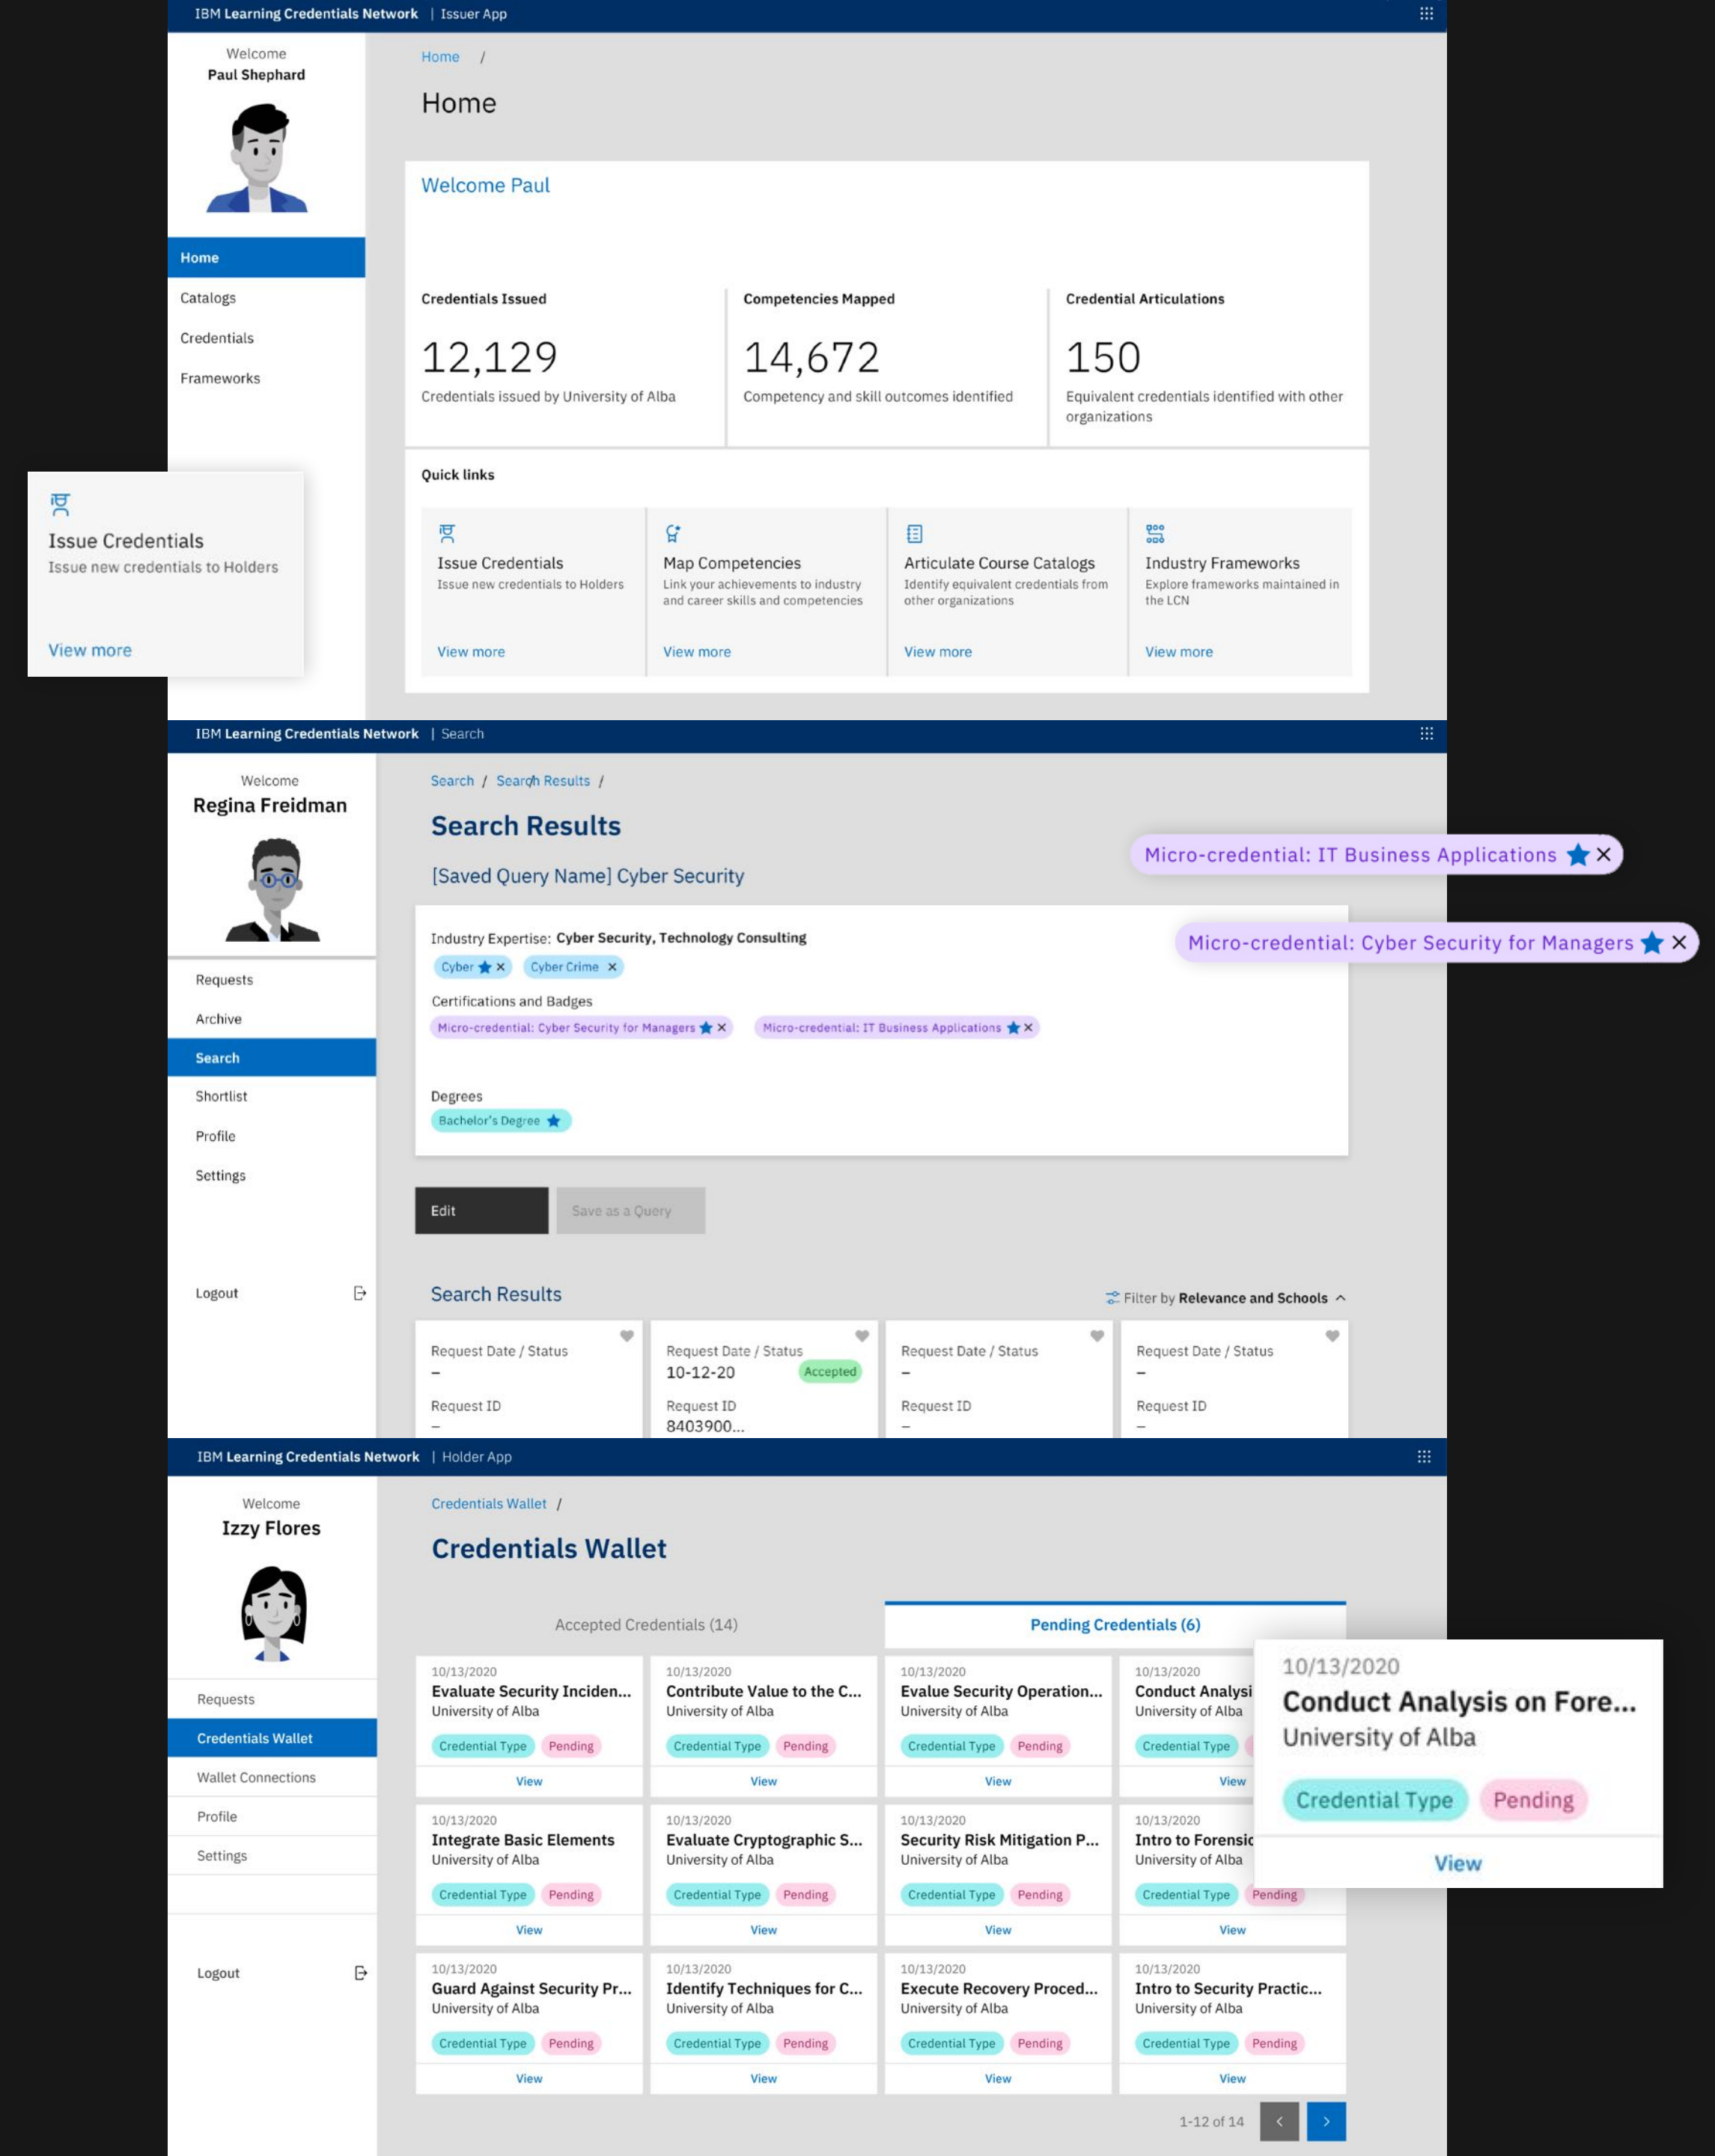 IBM Learning Credentials Network | Issuer App
Welcome
Paul Shephard
Home
Catalogs
Credentials
Frameworks
Home /
Home
Welcome Paul
Credentials Issued
12,129
Credentials issued by University of Alba
Competencies Mapped
14,672
Competency and skill outcomes identified
Credential Articulations
150
Equivalent credentials identified with other
organizations
Quick links
Issue Credentials
Issue new credentials to Holders
View more
Issue Credentials
Issue new credentials to Holders
View more
Map Competencies
Link your achievements to industry
and career skills and competencies
View more
Articulate Course Catalogs
Identify equivalent credentials from
other organizations
View more
Industry Frameworks
Explore frameworks maintained in
the LCN
View more
IBM Learning Credentials Network | Search
Welcome
Regina Freidman
Requests
Archive
Search
Shortlist
Profile
Settings
Logout
Search / Search Results /
Search Results
[Saved Query Name] Cyber Security
Micro-credential: IT Business Applications
Micro-credential: Cyber Security for Managers
Industry Expertise: Cyber Security, Technology Consulting
Cyber
Cyber Crime
Certifications and Badges
Micro-credential: Cyber Security for Managers
Micro-credential: IT Business Applications
Degrees
Bachelor's Degree
Edit
Save as a Query
Search Results
Filter by Relevance and Schools
Request Date / Status
–
Request ID
–
Request Date / Status
10-12-20
Accepted
Request ID
8403900...
Request Date / Status
–
Request ID
–
Request Date / Status
–
Request ID
–
IBM Learning Credentials Network | Holder App
Welcome
Izzy Flores
Requests
Credentials Wallet
Wallet Connections
Profile
Settings
Logout
Credentials Wallet /
Credentials Wallet
Accepted Credentials (14)
Pending Credentials (6)
10/13/2020
Evaluate Security Inciden...
University of Alba
Credential Type
Pending
View
10/13/2020
Contribute Value to the C...
University of Alba
Credential Type
Pending
View
10/13/2020
Evalue Security Operation...
University of Alba
Credential Type
Pending
View
10/13/2020
Conduct Analysi
University of Alba
Credential Type
View
10/13/2020
Conduct Analysis on Fore...
University of Alba
Credential Type
Pending
View
10/13/2020
Integrate Basic Elements
University of Alba
Credential Type
Pending
View
10/13/2020
Evaluate Cryptographic S...
University of Alba
Credential Type
Pending
View
10/13/2020
Security Risk Mitigation P...
University of Alba
Credential Type
Pending
View
10/13/2020
Intro to Forensic
University of Alba
Credential Type
Pending
View
10/13/2020
Guard Against Security Pr...
University of Alba
Credential Type
Pending
View
10/13/2020
Identify Techniques for C...
University of Alba
Credential Type
Pending
View
10/13/2020
Execute Recovery Proced...
University of Alba
Credential Type
Pending
View
10/13/2020
Intro to Security Practic...
University of Alba
Credential Type
Pending
View
1-12 of 14